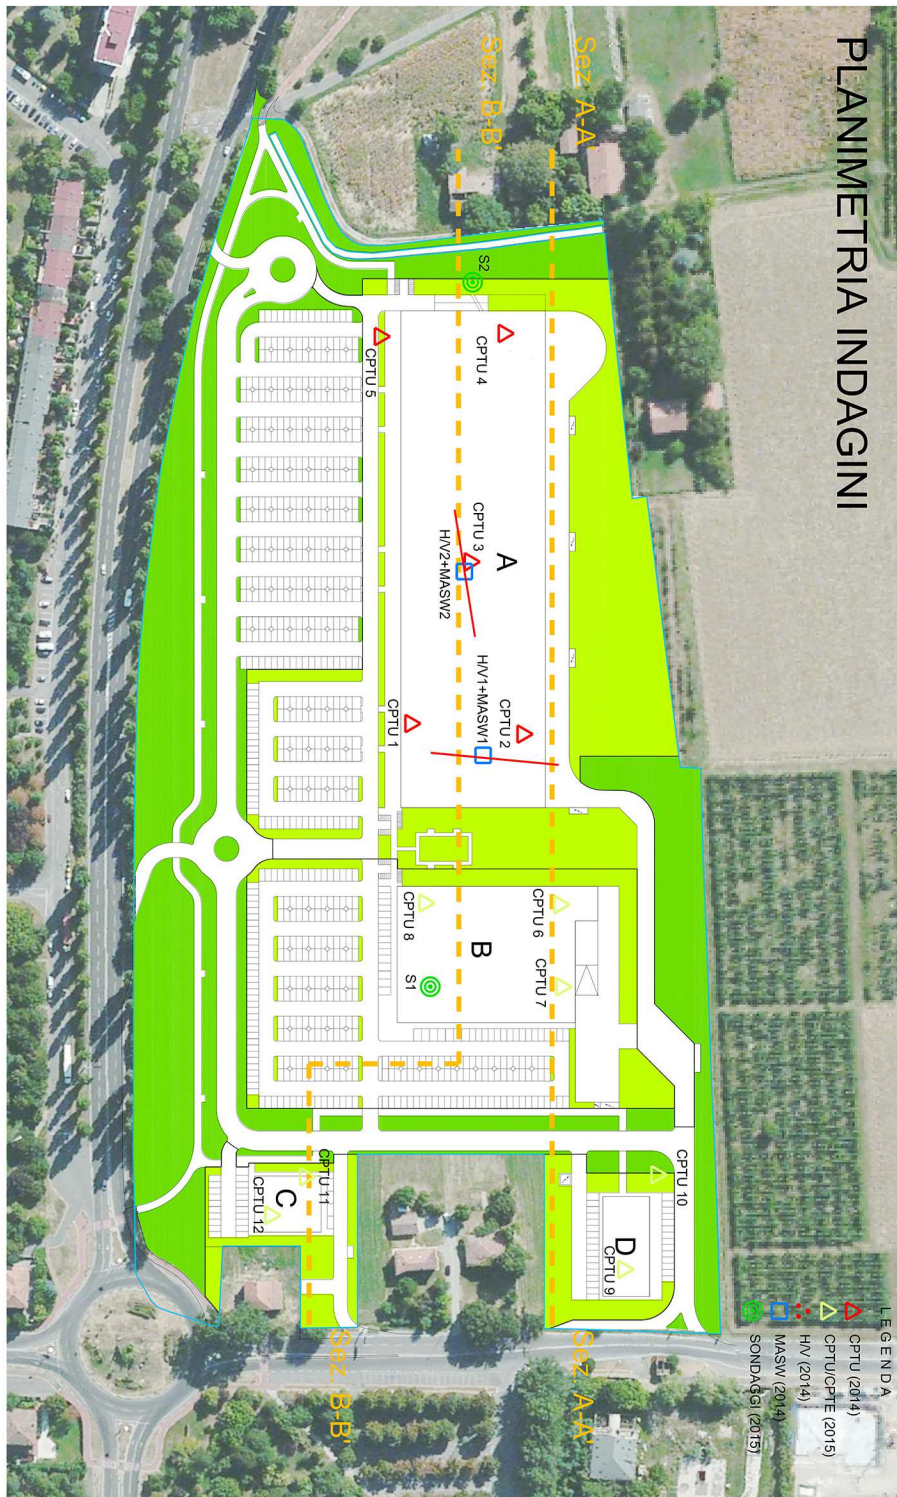 PLANIMETRIA INDAGINI
Sez. A-A'
Sez. B-B'
S2
CPTU 4
CPTU 5
A
CPTU 3
H/V2+MASW2
H/V1+MASW1
CPTU 2
CPTU 1
CPTU 6
CPTU 8
B
CPTU 7
S1
CPTU 10
CPTU 11
C
CPTU 12
D
CPTU 9
Sez. A-A'
Sez. B-B'
LEGENDA
CPTU (2014)
CPTU/CPTE (2015)
H/V (2014)
MASW (2014)
SONDAGGI (2015)